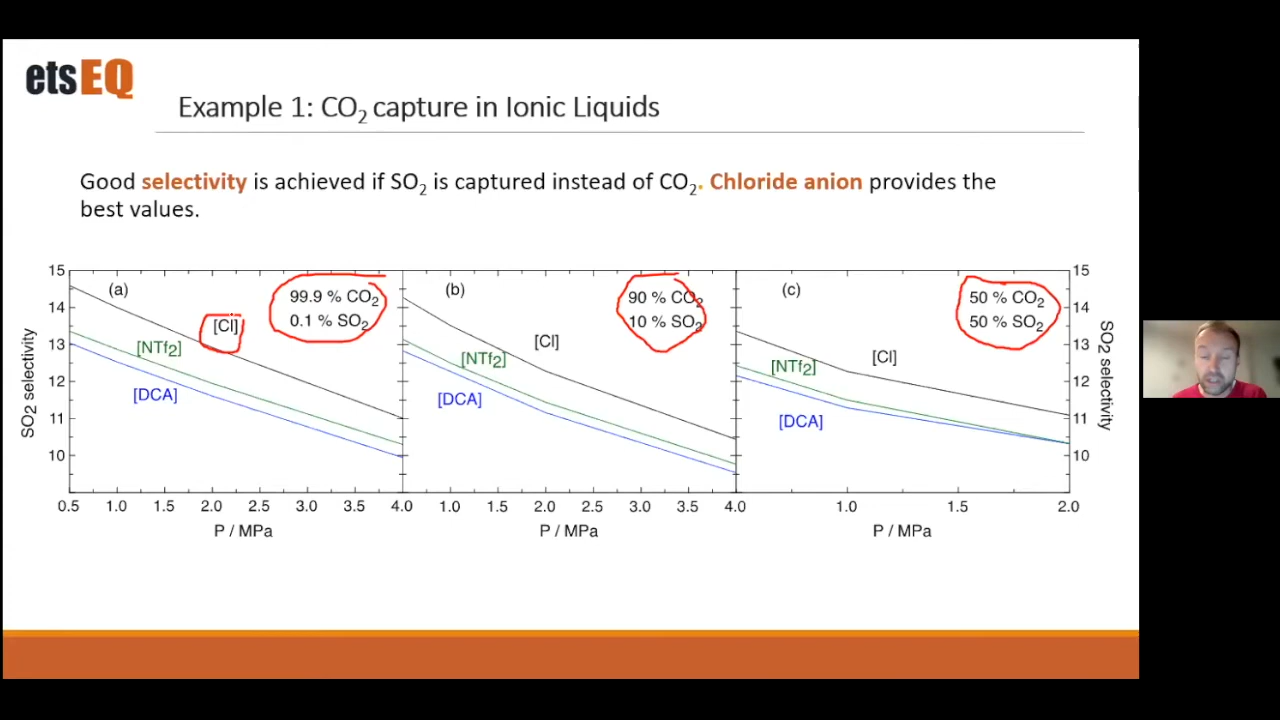 etsEQ
Example 1: CO2 capture in Ionic Liquids
Good selectivity is achieved if SO2 is captured instead of CO2. Chloride anion provides the
best values.
SO2 selectivity
15
14
13
12
11
10
(a)
99.9 % CO2
0.1 % SO2
[Cl]
[NTf2]
[DCA]
0.5 1.0 1.5 2.0 2.5 3.0 3.5 4.0
P / MPa
(b)
90 % CO2
10 % SO2
[Cl]
[NTf2]
[DCA]
1.0 1.5 2.0 2.5 3.0 3.5 4.0
P / MPa
(c)
50 % CO2
50 % SO2
[Cl]
[NTf2]
[DCA]
1.0 1.5 2.0
P / MPa
15
14
13
12
11
10
SO2 selectivity